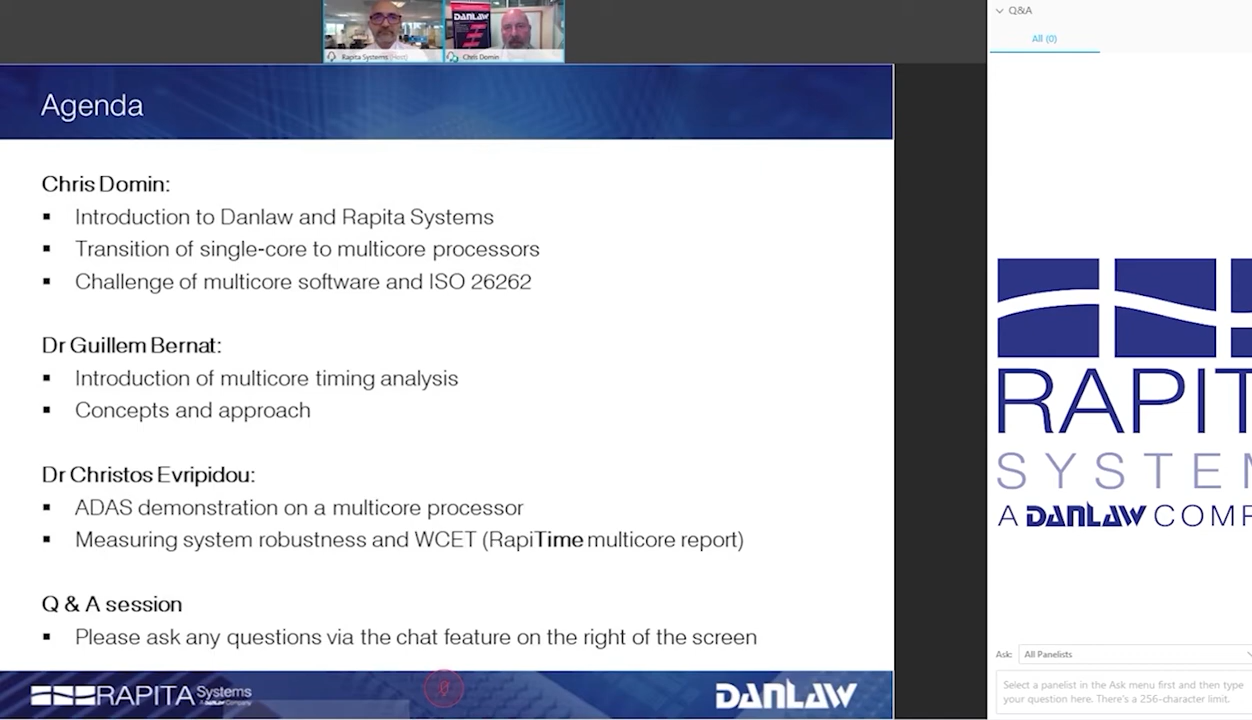 DANLAW
Rapita Systems (Host)
Chris Domin
Q&A
All (0)
Agenda
Chris Domin:
▪ Introduction to Danlaw and Rapita Systems
▪ Transition of single-core to multicore processors
▪ Challenge of multicore software and ISO 26262
Dr Guillem Bernat:
▪ Introduction of multicore timing analysis
▪ Concepts and approach
Dr Christos Evripidou:
▪ ADAS demonstration on a multicore processor
▪ Measuring system robustness and WCET (RapiTime multicore report)
Q & A session
▪ Please ask any questions via the chat feature on the right of the screen
RAPITA Systems
A DANLAW Company
DANLAW
RAPIT
SYSTEM
A DANLAW COMP
Ask: All Panelists
Select a panelist in the Ask menu first and then type
your question here. There's a 256-character limit.